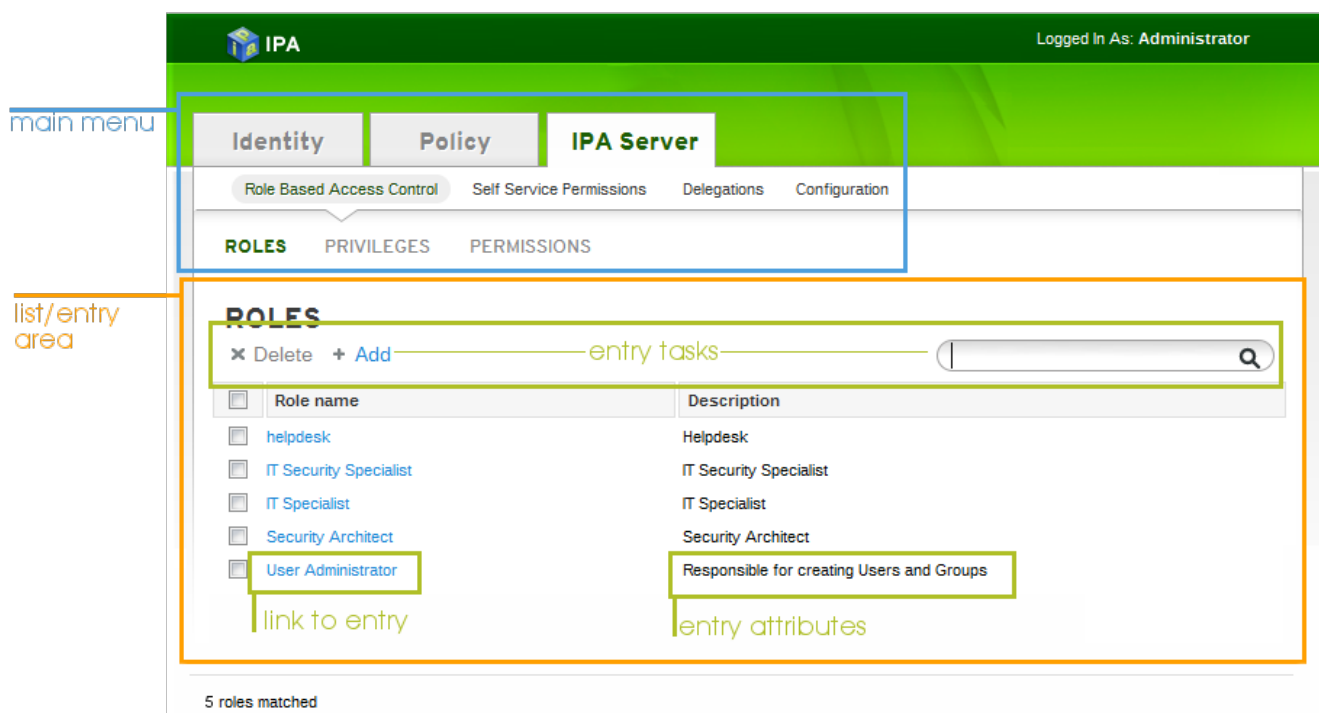 IPA
Logged In As: Administrator
main menu
Identity Policy IPA Server
Role Based Access Control Self Service Permissions Delegations Configuration
ROLES PRIVILEGES PERMISSIONS
list/entry
area
ROLES
Delete Add entry tasks
Role name Description
helpdesk Helpdesk
IT Security Specialist IT Security Specialist
IT Specialist IT Specialist
Security Architect Security Architect
User Administrator Responsible for creating Users and Groups
link to entry entry attributes
5 roles matched